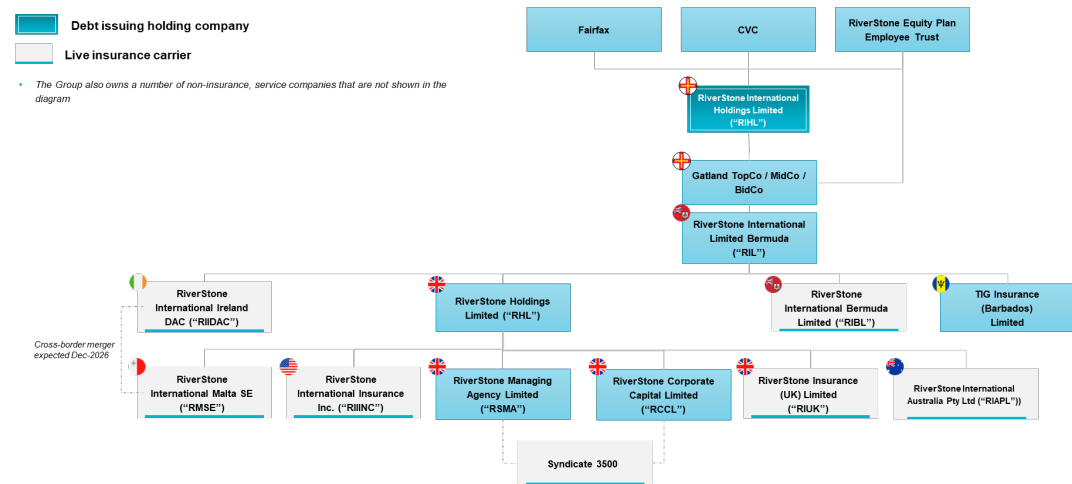 Debt issuing holding company
Live insurance carrier
• The Group also owns a number of non-insurance, service companies that are not shown in the
diagram
Fairfax
CVC
RiverStone Equity Plan
Employee Trust
RiverStone International
Holdings Limited
(“RIHL”)
Gatland TopCo / MidCo /
BidCo
RiverStone International
Limited Bermuda
(“RIL”)
RiverStone
International Ireland
DAC (“RIIDAC”)
RiverStone Holdings
Limited (“RHL”)
RiverStone
International Bermuda
Limited (“RIBL”)
TIG Insurance
(Barbados)
Limited
Cross-border merger
expected Dec-2026
RiverStone
International Malta SE
(“RMSE”)
RiverStone
International Insurance
Inc. (“RIIINC”)
RiverStone Managing
Agency Limited
(“RSMA”)
RiverStone Corporate
Capital Limited
(“RCCL”)
RiverStone Insurance
(UK) Limited
(“RIUK”)
RiverStone International
Australia Pty Ltd (“RIAPL”))
Syndicate 3500